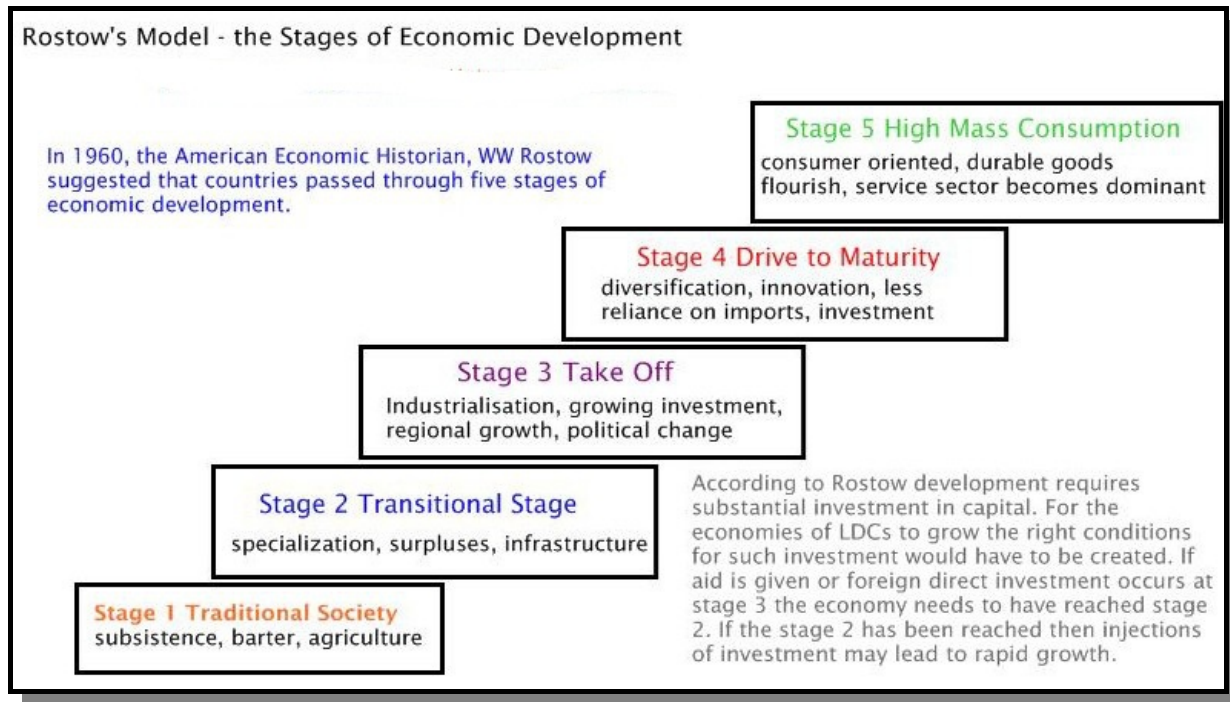 Rostow's Model - the Stages of Economic Development
In 1960, the American Economic Historian, WW Rostow
suggested that countries passed through five stages of
economic development.
Stage 5 High Mass Consumption
consumer oriented, durable goods
flourish, service sector becomes dominant
Stage 4 Drive to Maturity
diversification, innovation, less
reliance on imports, investment
Stage 3 Take Off
Industrialisation, growing investment,
regional growth, political change
Stage 2 Transitional Stage
specialization, surpluses, infrastructure
Stage 1 Traditional Society
subsistence, barter, agriculture
According to Rostow development requires
substantial investment in capital. For the
economies of LDCs to grow the right conditions
for such investment would have to be created. If
aid is given or foreign direct investment occurs at
stage 3 the economy needs to have reached stage
2. If the stage 2 has been reached then injections
of investment may lead to rapid growth.